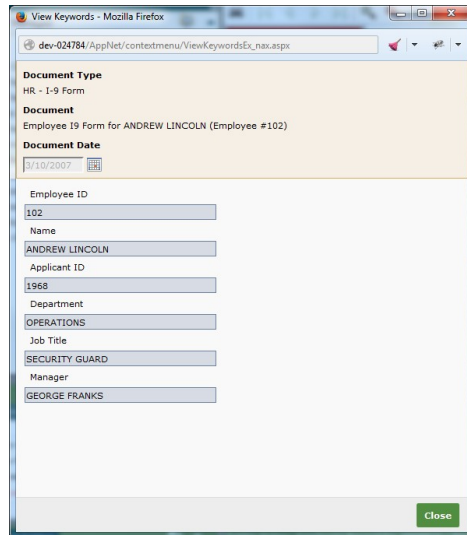 View Keywords - Mozilla Firefox
dev-024784/AppNet/contextmenu/ViewKeywordsEx_nax.aspx
Document Type
HR - I-9 Form
Document
Employee I9 Form for ANDREW LINCOLN (Employee #102)
Document Date
3/10/2007
Employee ID
102
Name
ANDREW LINCOLN
Applicant ID
1968
Department
OPERATIONS
Job Title
SECURITY GUARD
Manager
GEORGE FRANKS
Close